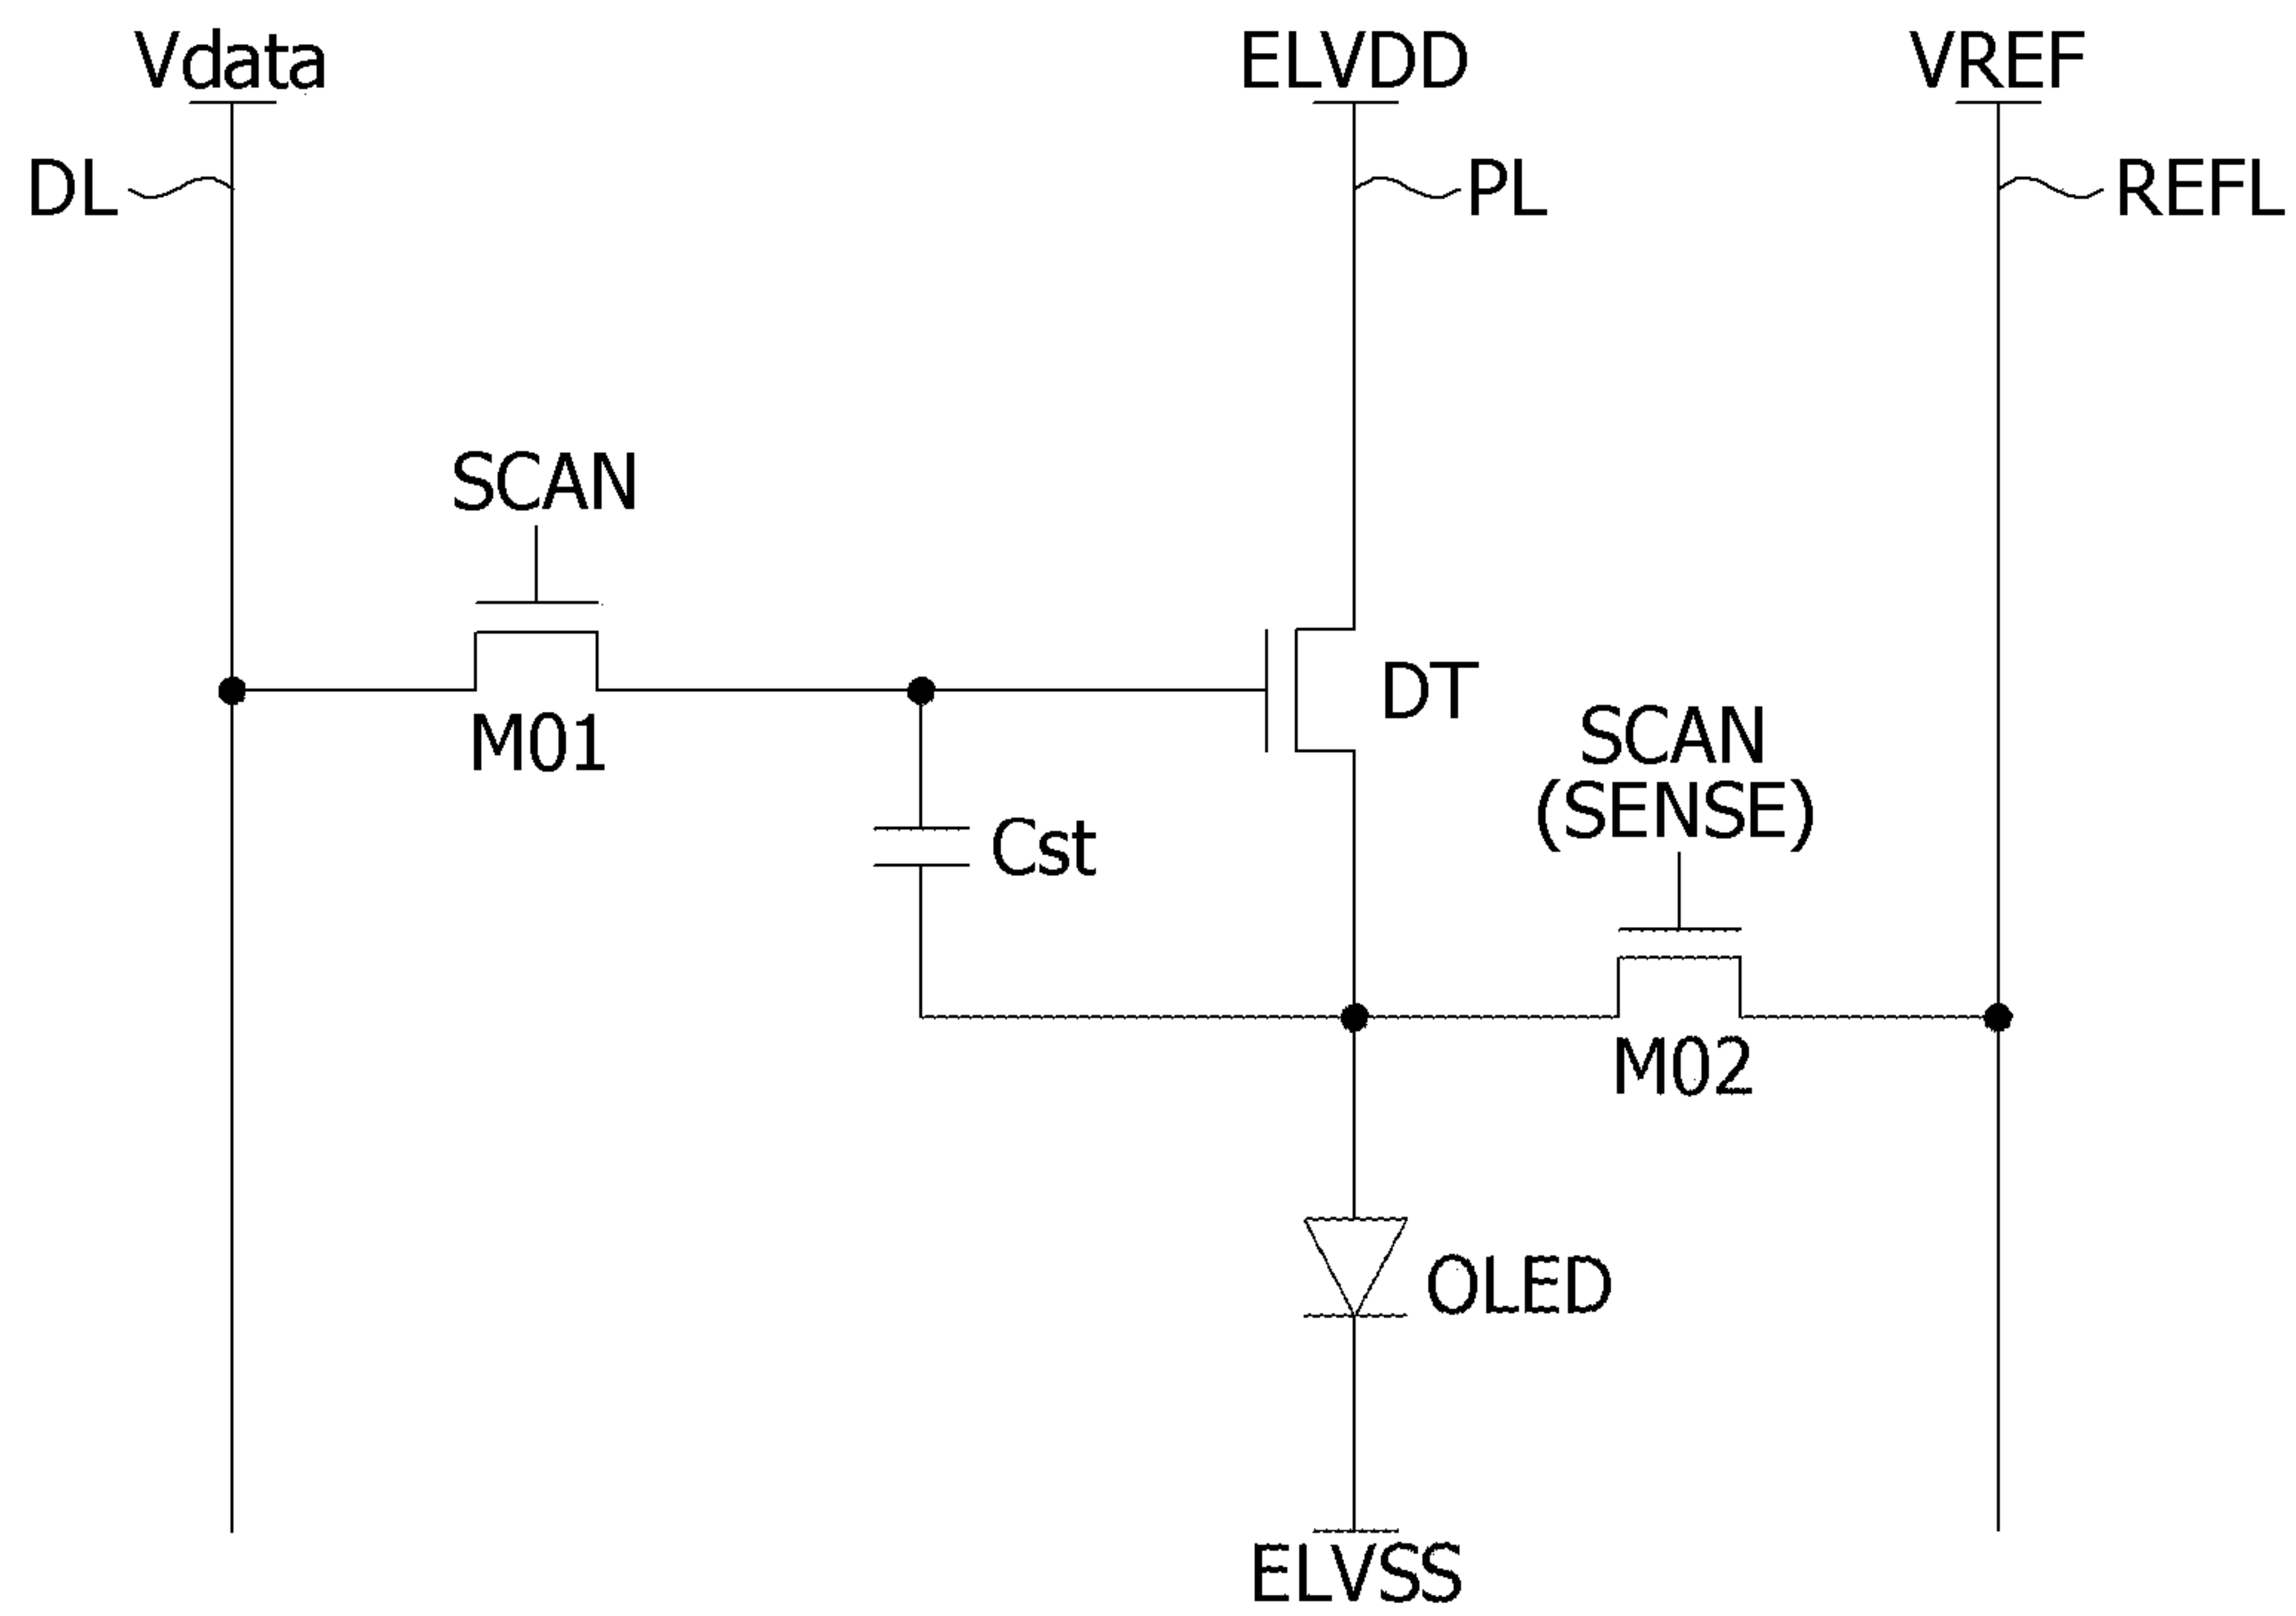 Vdata
ELVDD
VREF
DL
PL
REFL
SCAN
M01
DT
SCAN
(SENSE)
Cst
M02
OLED
ELVSS